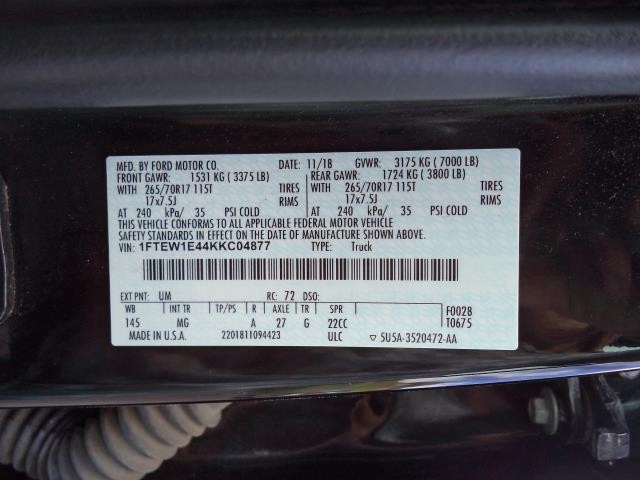 MFD. BY FORD MOTOR CO. DATE: 11/18 GVWR: 3175 KG ( 7000 LB)
FRONT GAWR: 1531 KG ( 3375 LB) REAR GAWR: 1724 KG ( 3800 LB)
WITH 265/70R17 115T TIRES WITH 265/70R17 115T TIRES
17x7.5J RIMS 17x7.5J RIMS
AT 240 kPa/ 35 PSI COLD AT 240 kPa/ 35 PSI COLD
THIS VEHICLE CONFORMS TO ALL APPLICABLE FEDERAL MOTOR VEHICLE
SAFETY STANDARDS IN EFFECT ON THE DATE OF MANUFACTURE SHOWN ABOVE.
VIN: 1FTEW1E44KKC04877 TYPE: Truck
EXT PNT: UM RC: 72 DSO: F0028
WB INT TR TP/PS R AXLE TR SPR T0675
145 MG A 27 G 22CC
MADE IN U.S.A. 2201811094423 ULC ▽ 5U5A-3520472-AA